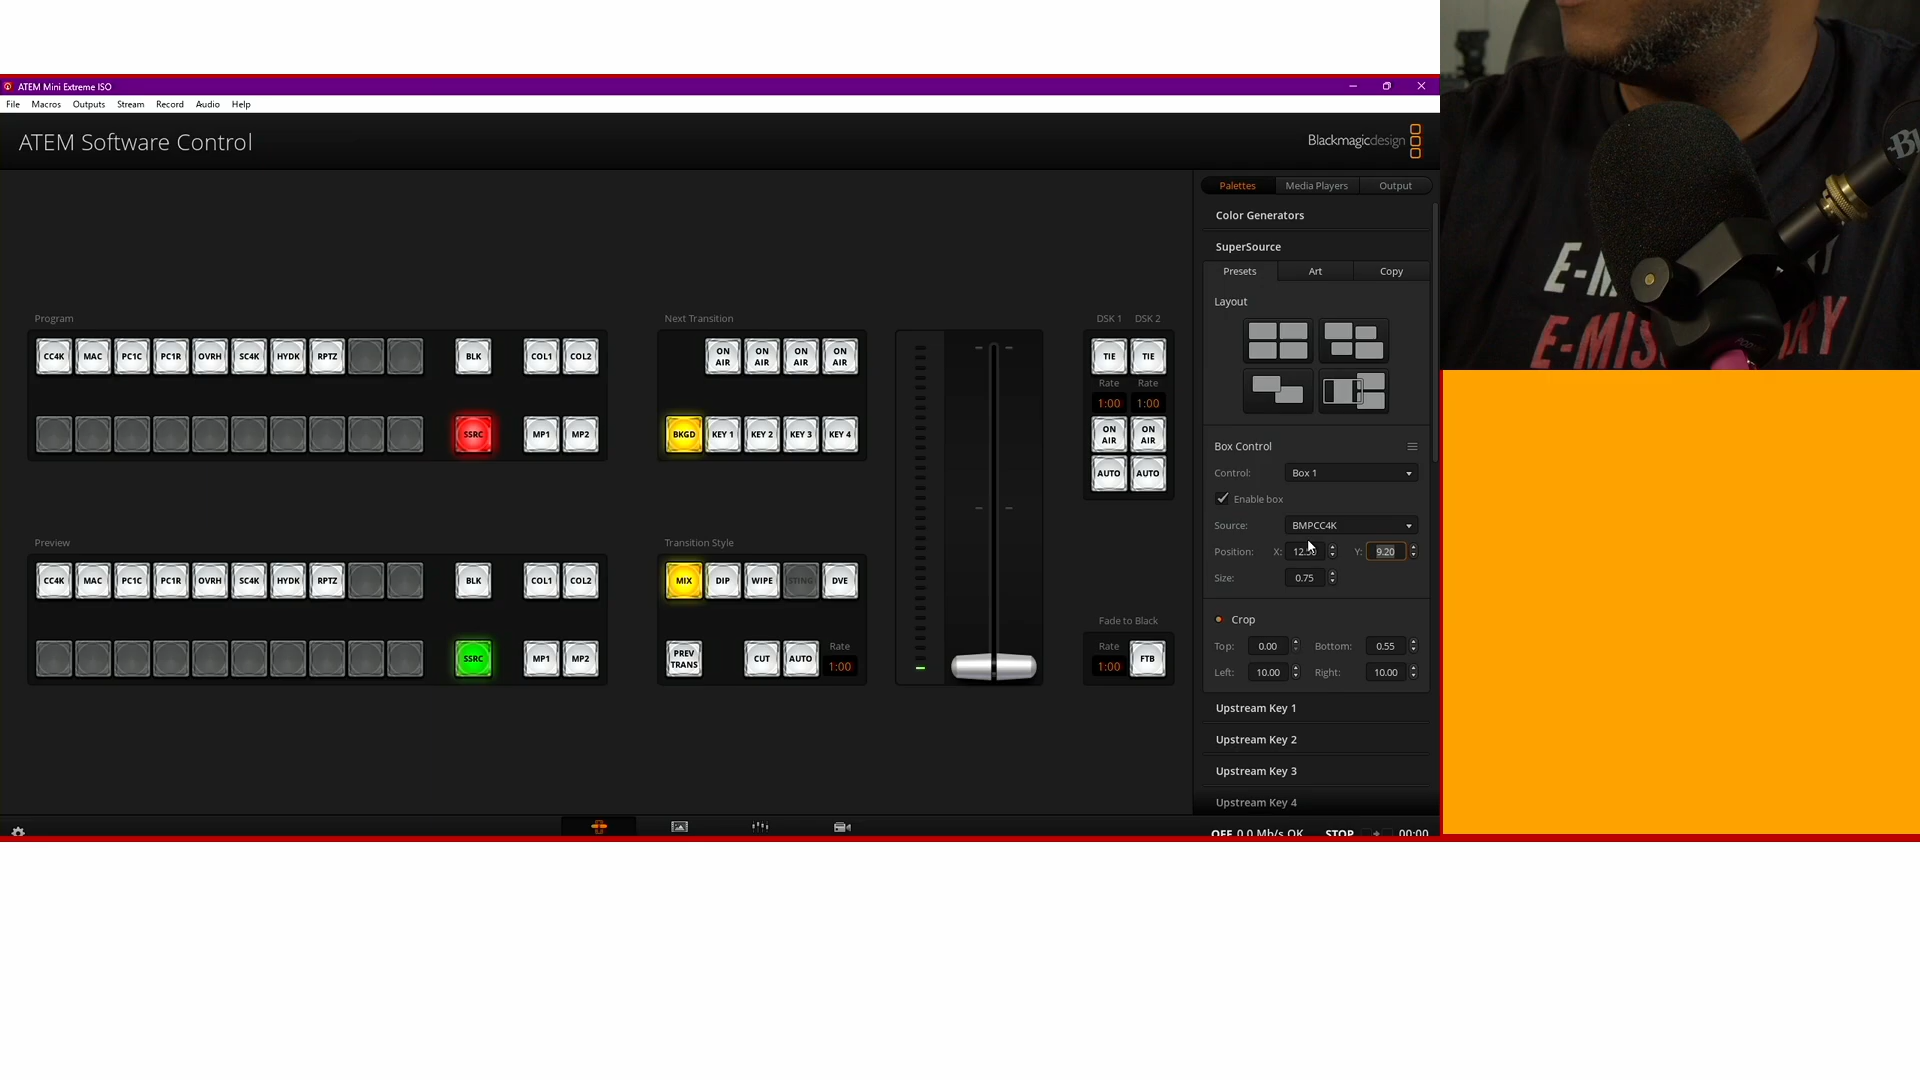 ATEM Mini Extreme ISO
File Macros Outputs Stream Record Audio Help
ATEM Software Control
Blackmagicdesign
Palettes Media Players Output
Color Generators
SuperSource
Presets Art Copy
Layout
Program
CC4K MAC PC1C PC1R OVRH SC4K HYDK RPTZ BLK COL1 COL2
SSRC MP1 MP2
Next Transition
ON AIR ON AIR ON AIR ON AIR
BKGD KEY 1 KEY 2 KEY 3 KEY 4
DSK 1 DSK 2
TIE TIE
Rate Rate
1:00 1:00
ON AIR ON AIR
AUTO AUTO
Box Control
Control: Box 1
Enable box
Source: BMPCC4K
Position: X: Y: 9.20
Size: 0.75
Crop
Top: 0.00 Bottom: 0.55
Left: 10.00 Right: 10.00
Preview
CC4K MAC PC1C PC1R OVRH SC4K HYDK RPTZ BLK COL1 COL2
SSRC MP1 MP2
Transition Style
MIX DIP WIPE STING DVE
PREV TRANS CUT AUTO Rate 1:00
Fade to Black
Rate
1:00 FTB
Upstream Key 1
Upstream Key 2
Upstream Key 3
Upstream Key 4
OFF 0.0 Mb/s OK STOP 00:00